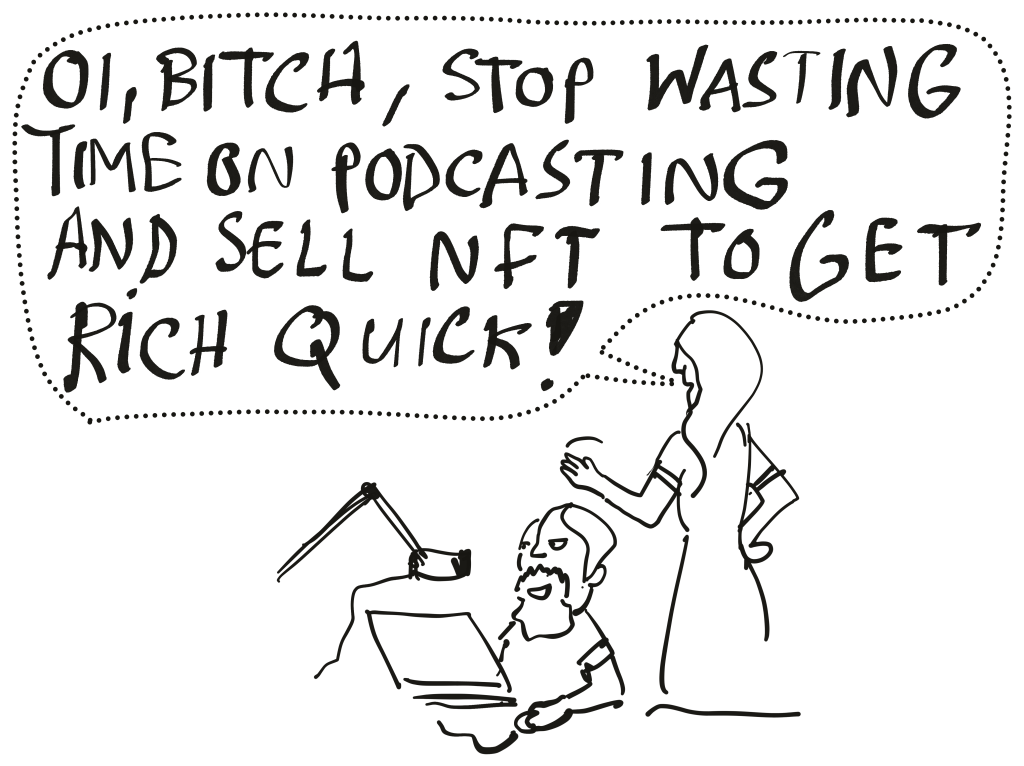 OI, BITCH, STOP WASTING
TIME ON PODCASTING
AND SELL NFT TO GET
RICH QUICK!